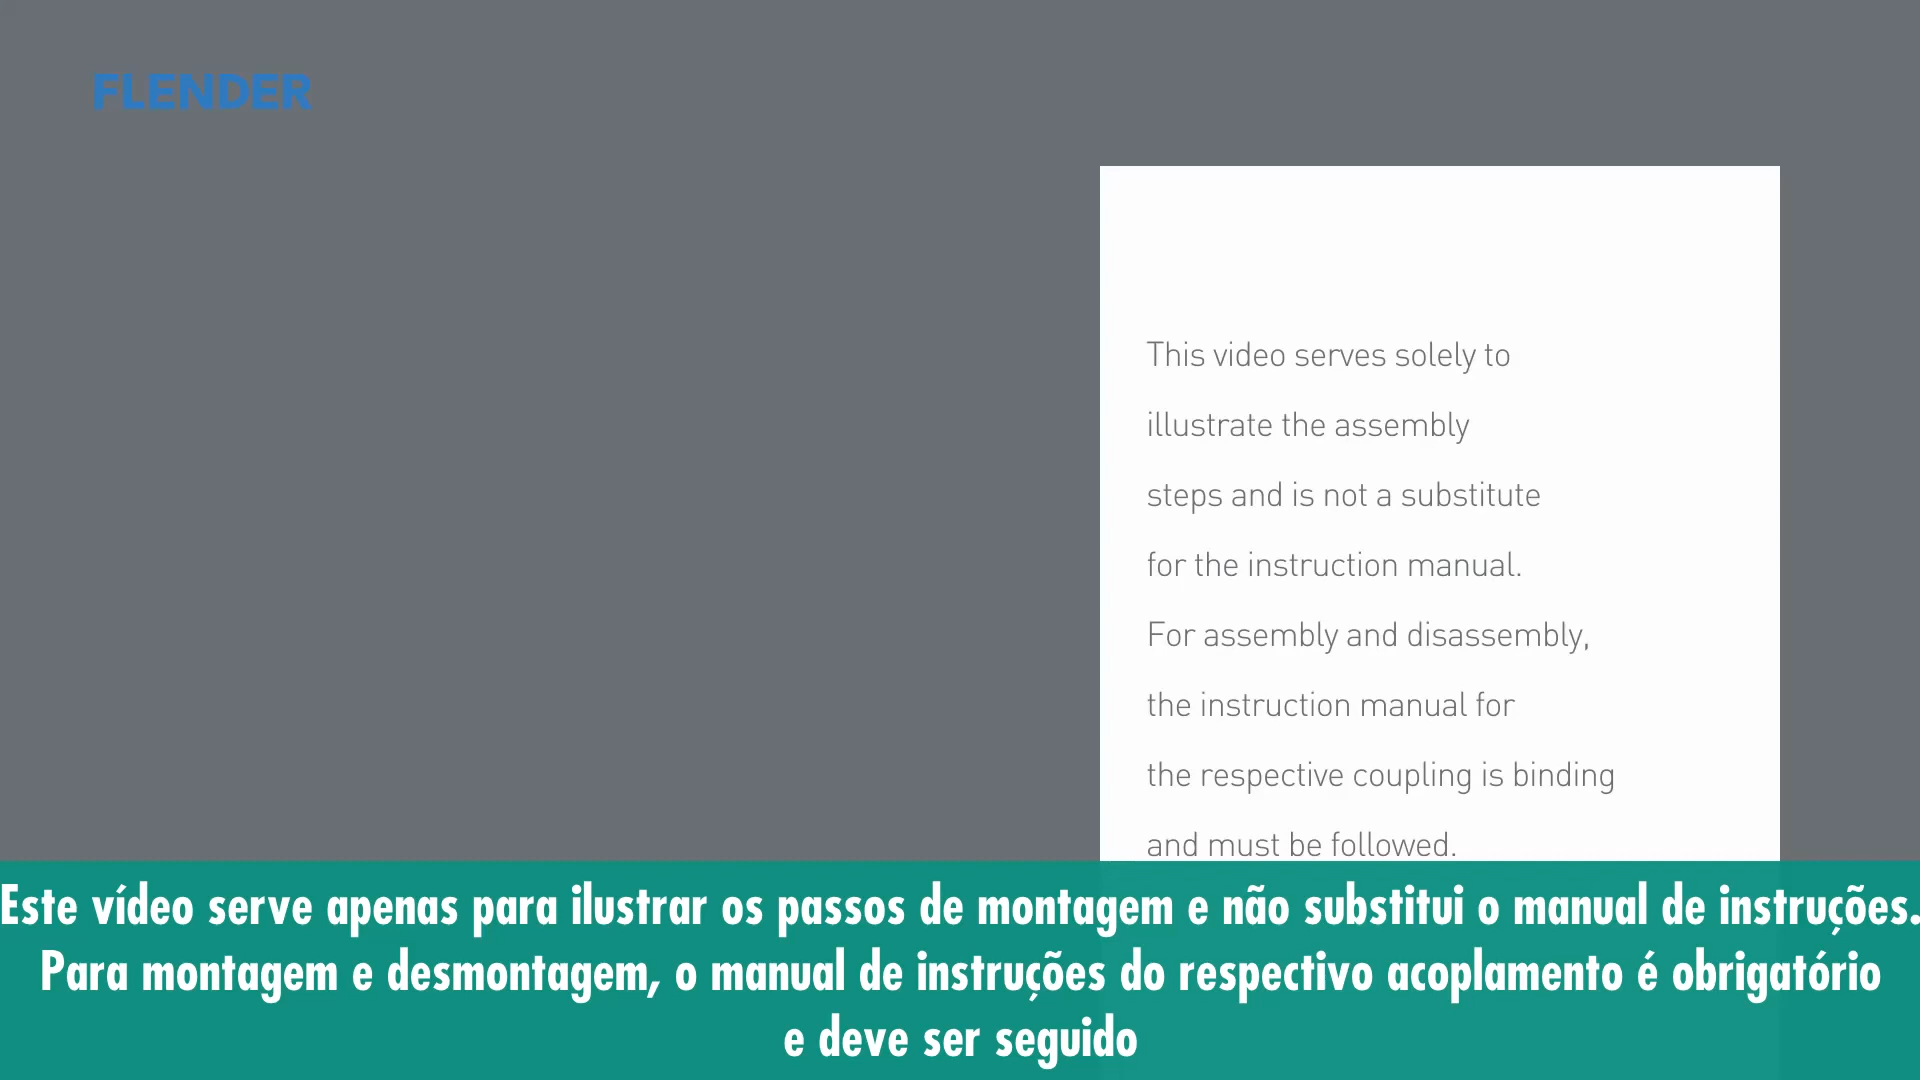 FLENDER
This video serves solely to
illustrate the assembly
steps and is not a substitute
for the instruction manual.
For assembly and disassembly,
the instruction manual for
the respective coupling is binding
and must be followed.
Este vídeo serve apenas para ilustrar os passos de montagem e não substitui o manual de instruções.
Para montagem e desmontagem, o manual de instruções do respectivo acoplamento é obrigatório
e deve ser seguido